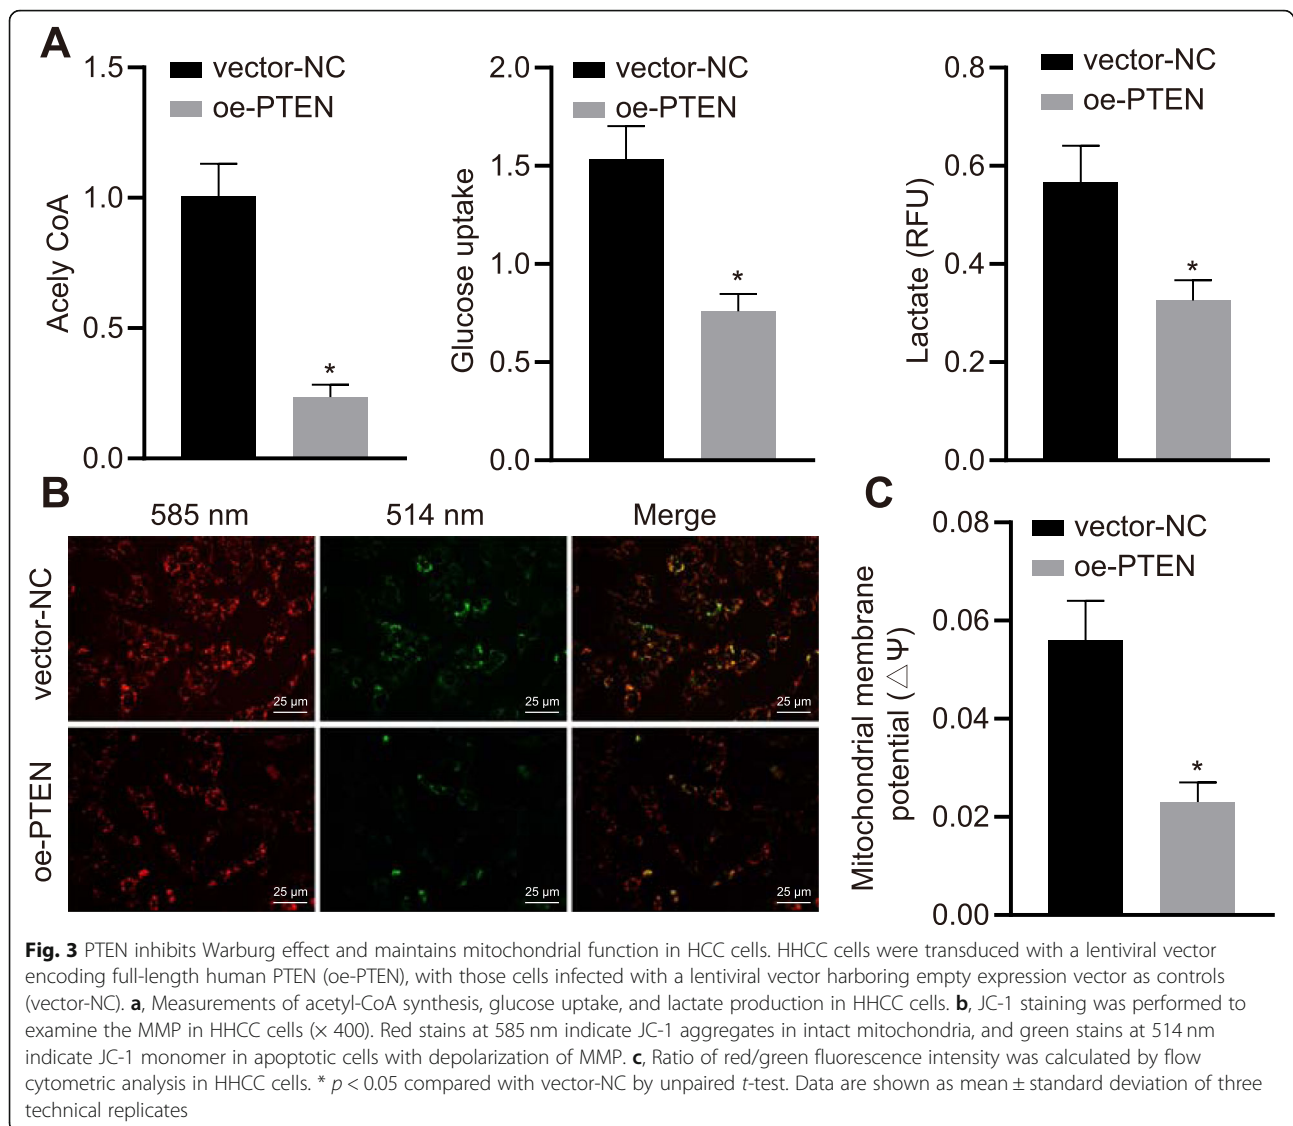 A
1.5
1.0
0.5
0.0
Acely CoA
vector-NC
oe-PTEN
2.0
1.5
1.0
0.5
0.0
Glucose uptake
vector-NC
oe-PTEN
*
*
0.8
0.6
0.4
0.2
0.0
Lactate (RFU)
vector-NC
oe-PTEN
*
B
585 nm
514 nm
Merge
vector-NC
25 µm
25 µm
25 µm
oe-PTEN
25 µm
25 µm
25 µm
C
0.08
0.06
0.04
0.02
0.00
Mitochondrial membrane
potential (△Ψ)
vector-NC
oe-PTEN
*
Fig. 3 PTEN inhibits Warburg effect and maintains mitochondrial function in HCC cells. HHCC cells were transduced with a lentiviral vector
encoding full-length human PTEN (oe-PTEN), with those cells infected with a lentiviral vector harboring empty expression vector as controls
(vector-NC). a, Measurements of acetyl-CoA synthesis, glucose uptake, and lactate production in HHCC cells. b, JC-1 staining was performed to
examine the MMP in HHCC cells (× 400). Red stains at 585 nm indicate JC-1 aggregates in intact mitochondria, and green stains at 514 nm
indicate JC-1 monomer in apoptotic cells with depolarization of MMP. c, Ratio of red/green fluorescence intensity was calculated by flow
cytometric analysis in HHCC cells. * p < 0.05 compared with vector-NC by unpaired t-test. Data are shown as mean ± standard deviation of three
technical replicates